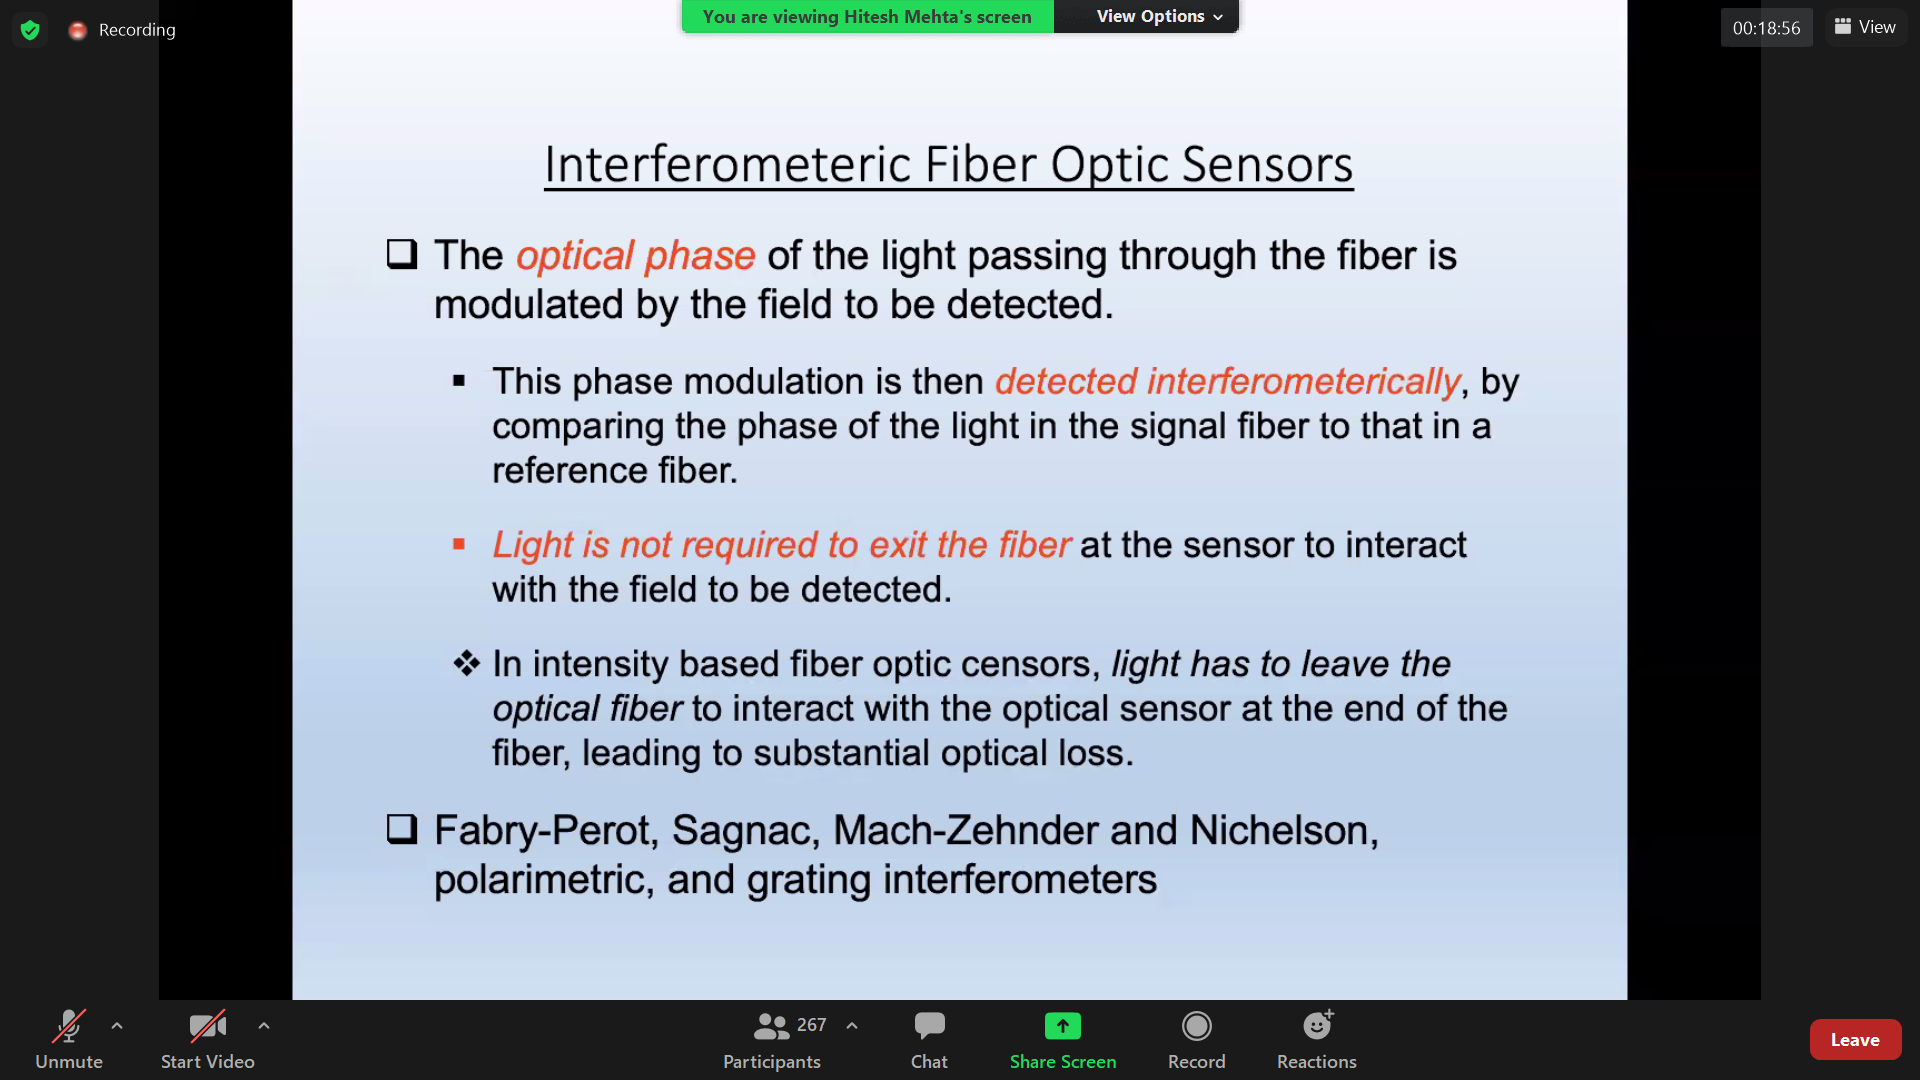 You are viewing Hitesh Mehta's screen
View Options
Recording
00:18:56
View
Interferometeric Fiber Optic Sensors
The optical phase of the light passing through the fiber is
modulated by the field to be detected.
This phase modulation is then detected interferometerically, by
comparing the phase of the light in the signal fiber to that in a
reference fiber.
Light is not required to exit the fiber at the sensor to interact
with the field to be detected.
In intensity based fiber optic censors, light has to leave the
optical fiber to interact with the optical sensor at the end of the
fiber, leading to substantial optical loss.
Fabry-Perot, Sagnac, Mach-Zehnder and Nichelson,
polarimetric, and grating interferometers
Unmute
Start Video
267
Participants
Chat
Share Screen
Record
Reactions
Leave